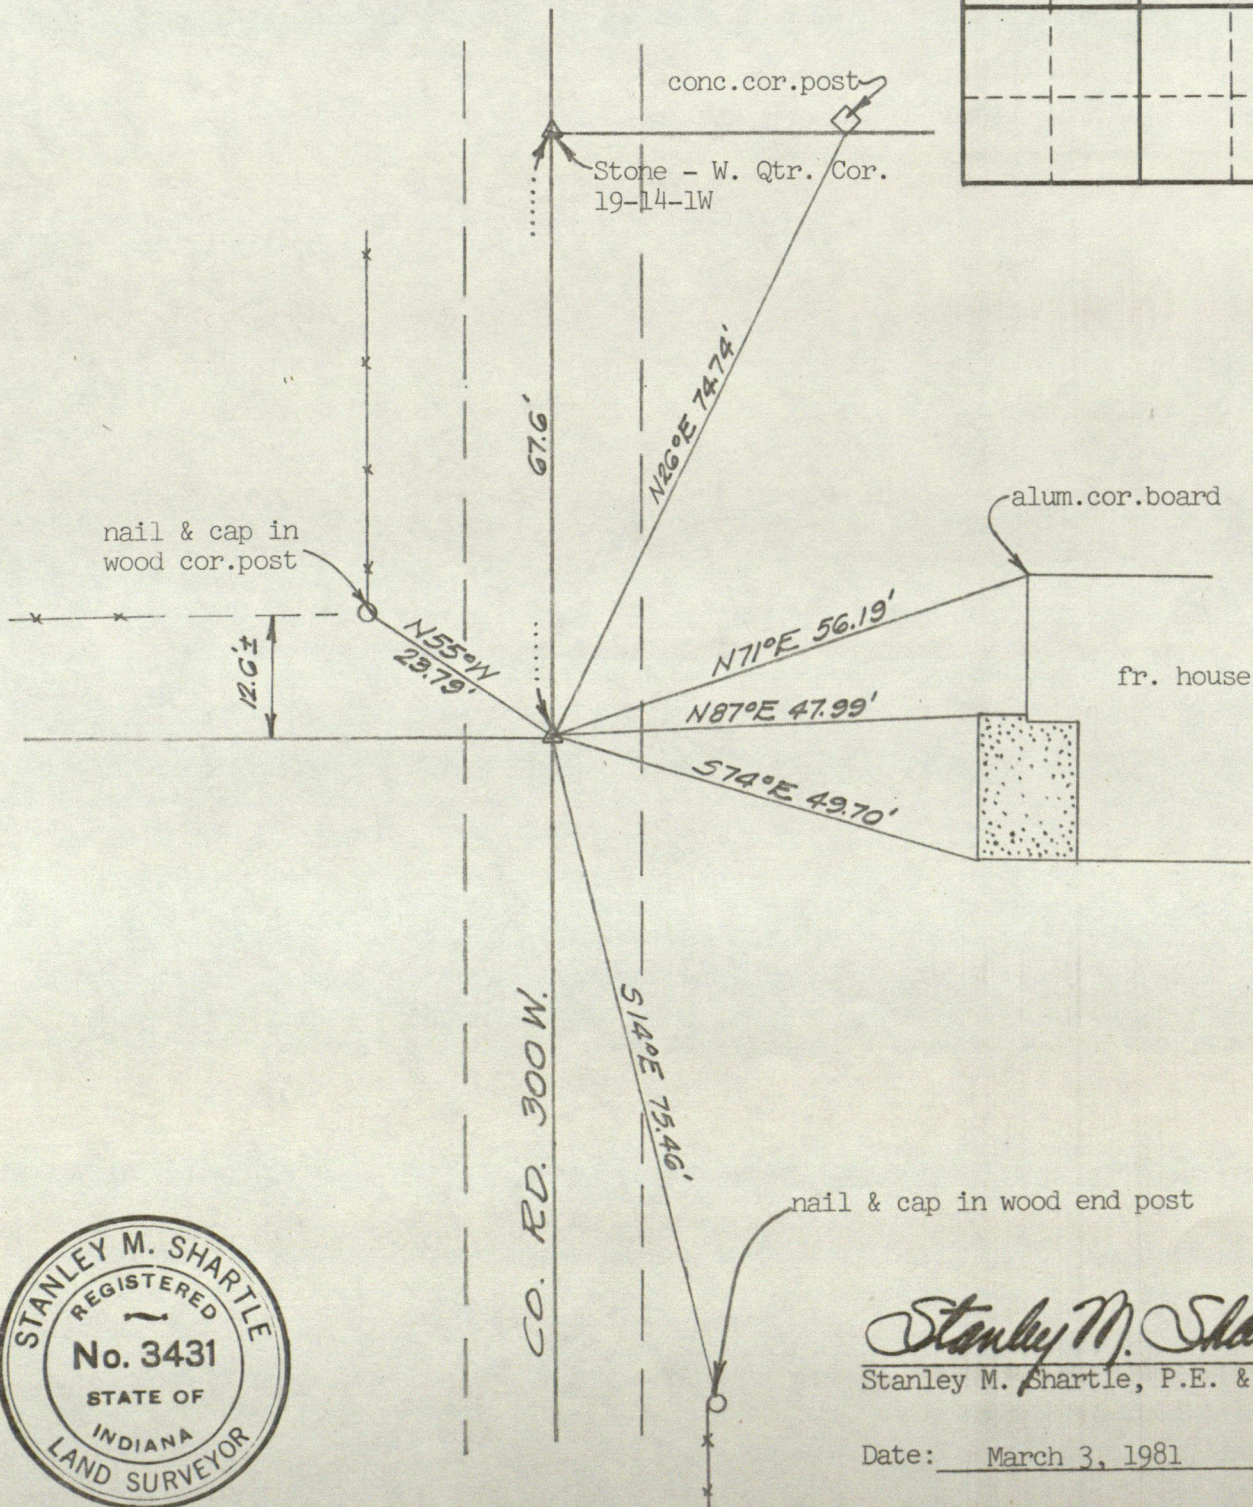 conc.cor.post
Stone - W. Qtr. Cor.
19-14-1W
67.6'
N26°E 74.74'
alum.cor.board
nail & cap in
wood cor.post
12.6'±
N55°W
23.79'
N71°E 56.19'
fr. house
N87°E 47.99'
S74°E 49.70'
CO. RD. 300 W.
S14°E 75.46'
nail & cap in wood end post
STANLEY M. SHARTLE
REGISTERED
No. 3431
STATE OF
INDIANA
LAND SURVEYOR
Stanley M.
Stanley M. Shartle, P.E. &
Date: March 3, 1981